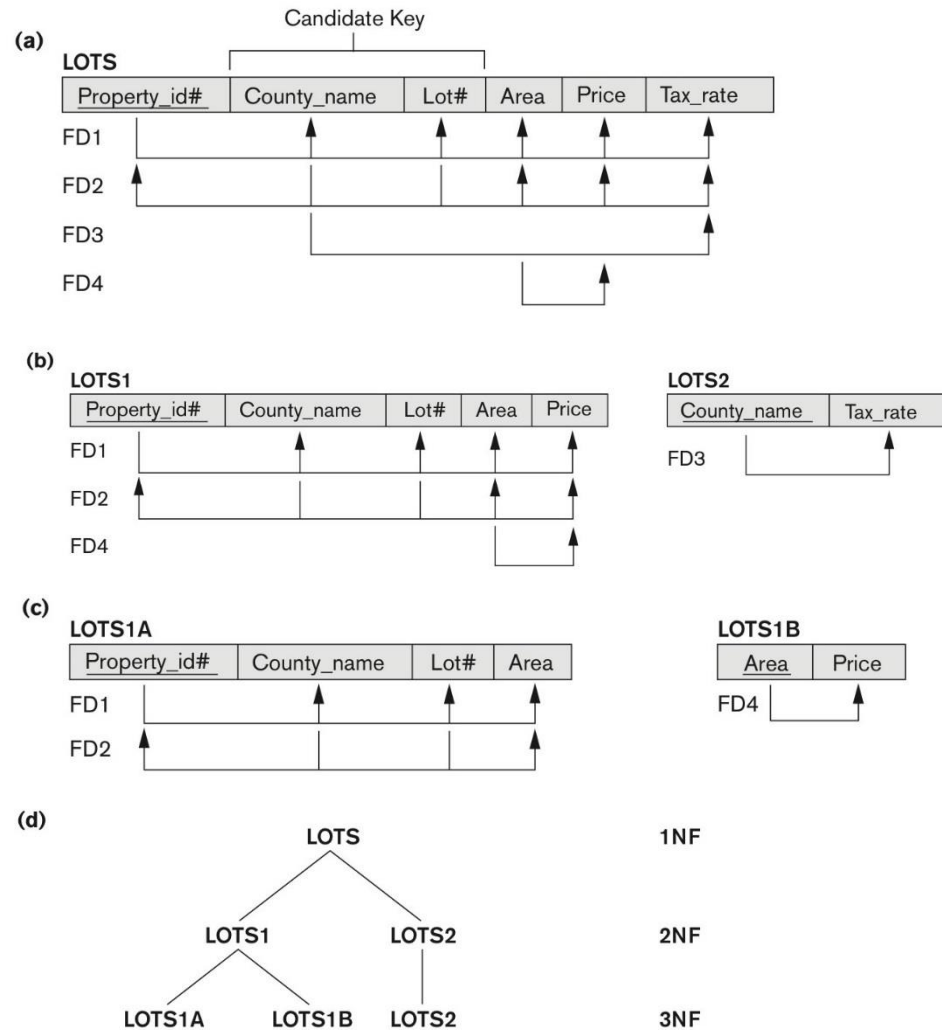 Candidate Key
(a)
LOTS
Property_id# County_name Lot# Area Price Tax_rate
FD1
FD2
FD3
FD4
(b)
LOTS1
Property_id# County_name Lot# Area Price
FD1
FD2
FD4
LOTS2
County_name Tax_rate
FD3
(c)
LOTS1A
Property_id# County_name Lot# Area
FD1
FD2
LOTS1B
Area Price
FD4
(d)
LOTS 1NF
LOTS1 LOTS2 2NF
LOTS1A LOTS1B LOTS2 3NF